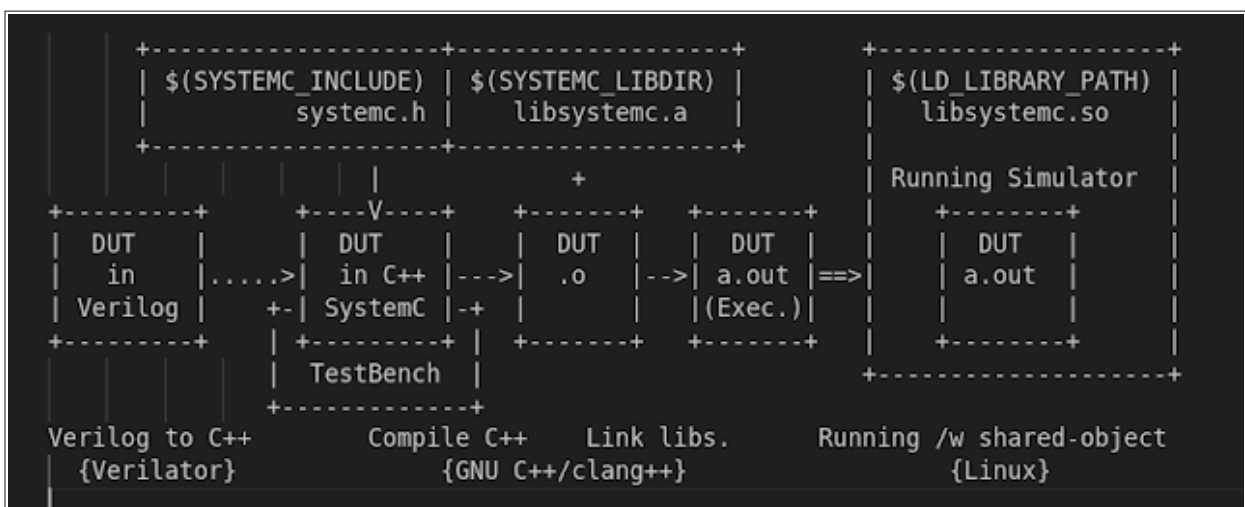 $(SYSTEMC_INCLUDE) $(SYSTEMC_LIBDIR) $(LD_LIBRARY_PATH)
systemc.h libsystemc.a libsystemc.so
Running Simulator
DUT DUT DUT DUT DUT
in in C++ .o a.out a.out
Verilog SystemC (Exec.)
TestBench
Verilog to C++ Compile C++ Link libs. Running /w shared-object
{Verilator} {GNU C++/clang++} {Linux}